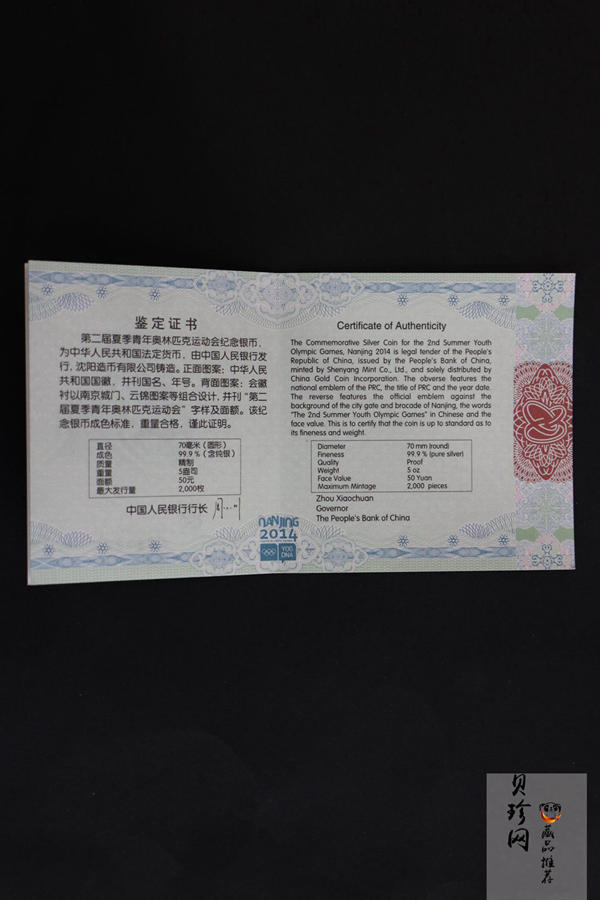 鉴定证书
第二届夏季青年奥林匹克运动会纪念银币，
为中华人民共和国法定货币，由中国人民银行发
行，沈阳造币有限公司铸造。正面图案：中华人民
共和国国徽，并刊国名、年号。背面图案：会徽
衬以南京城门、云锦图案等组合设计，并刊“第二
届夏季青年奥林匹克运动会”字样及面额。该纪
念银币成色标准，重量合格，谨此证明。
直径 70毫米（圆形）
成色 99.9%（含纯银）
质量 精制
重量 5盎司
面额 50元
最大发行量 2,000枚
中国人民银行行长
Certificate of Authenticity
The Commemorative Silver Coin for the 2nd Summer Youth
Olympic Games, Nanjing 2014 is legal tender of the People's
Republic of China, issued by the People's Bank of China,
minted by Shenyang Mint Co., Ltd., and solely distributed by
China Gold Coin Incorporation. The obverse features the
national emblem of the PRC, the title of PRC and the year date.
The reverse features the official emblem against the
background of the city gate and brocade of Nanjing, the words
"The 2nd Summer Youth Olympic Games" in Chinese and the
face value. This is to certify that the coin is up to standard as to
its fineness and weight.
Diameter 70 mm (round)
Fineness 99.9 % (pure silver)
Quality Proof
Weight 5 oz
Face Value 50 Yuan
Maximum Mintage 2,000 pieces
Zhou Xiaochuan
Governor
The People's Bank of China
NANJING
2014
YOG
DNA
贝珍网
藏品推荐